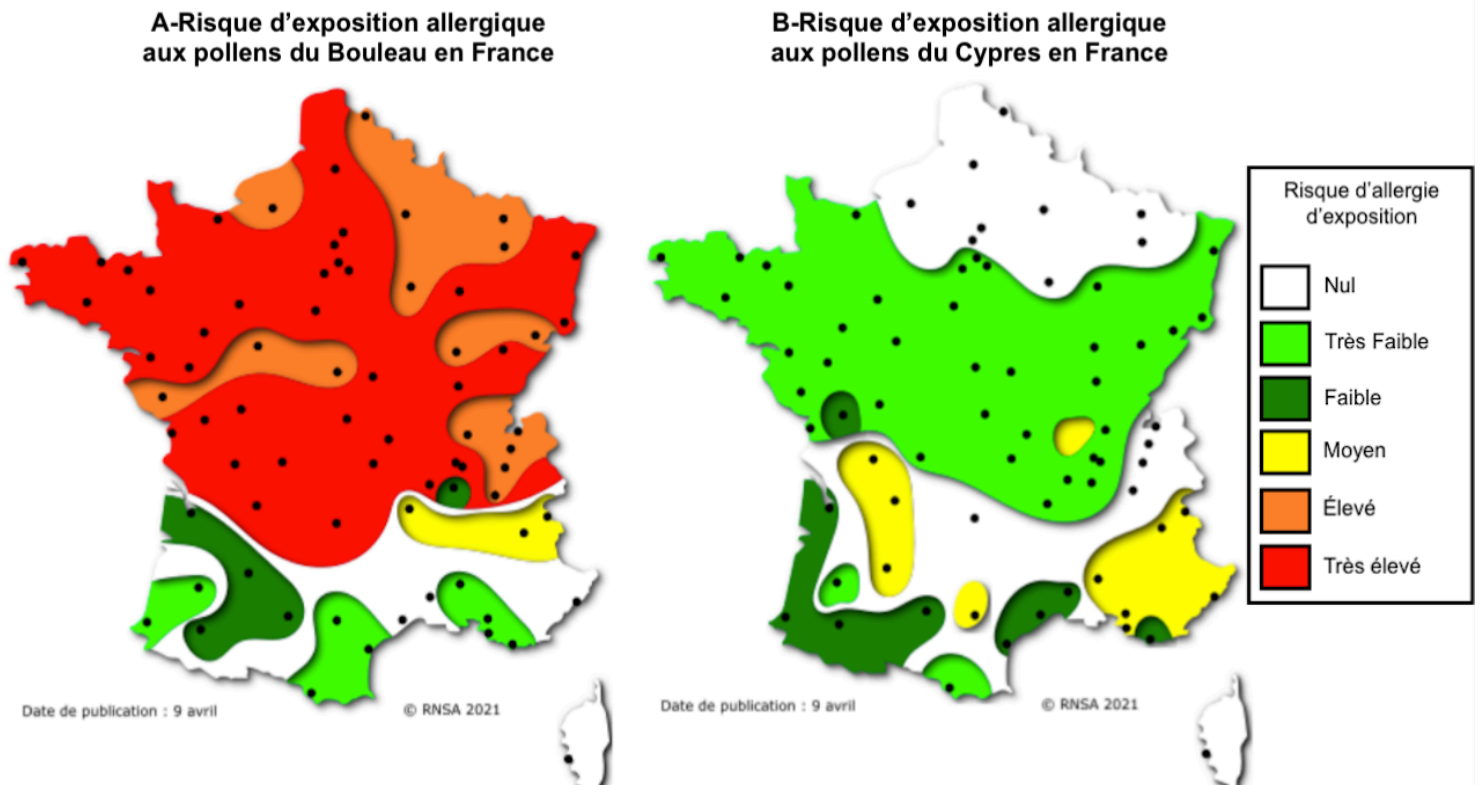 A-Risque d’exposition allergique
aux pollens du Bouleau en France
B-Risque d’exposition allergique
aux pollens du Cypres en France
Risque d’allergie
d’exposition
Nul
Très Faible
Faible
Moyen
Élevé
Très élevé
Date de publication : 9 avril
© RNSA 2021
Date de publication : 9 avril
© RNSA 2021